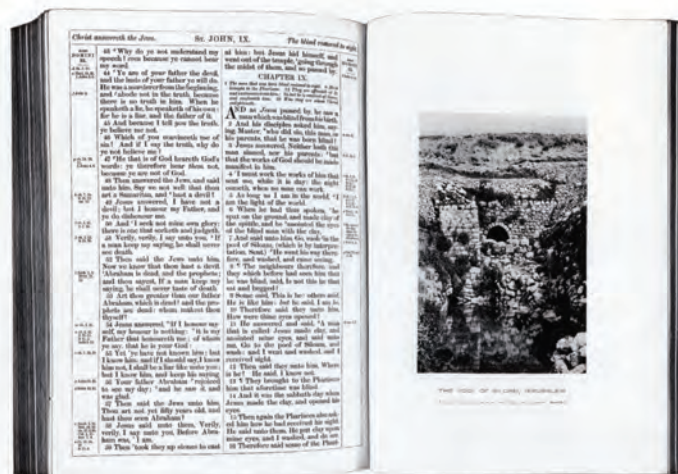 Christ answereth the Jews.
St. JOHN, IX.
The blind restored to sight.
43 Why do ye not understand my
speech? even because ye cannot hear
my word.
44 Ye are of your father the devil,
and the lusts of your father ye will do.
He was a murderer from the beginning,
and abode not in the truth, because
there is no truth in him. When he
speaketh a lie, he speaketh of his own:
for he is a liar, and the father of it.
45 And because I tell you the truth,
ye believe me not.
46 Which of you convinceth me of
sin? And if I say the truth, why do
ye not believe me?
47 He that is of God heareth God's
words: ye therefore hear them not,
because ye are not of God.
48 Then answered the Jews, and said
unto him, Say we not well that thou
art a Samaritan, and hast a devil?
49 Jesus answered, I have not a
devil; but I honour my Father, and
ye do dishonour me.
50 And I seek not mine own glory:
there is one that seeketh and judgeth.
51 Verily, verily, I say unto you, If
a man keep my saying, he shall never
see death.
52 Then said the Jews unto him,
Now we know that thou hast a devil.
Abraham is dead, and the prophets;
and thou sayest, If a man keep my
saying, he shall never taste of death.
53 Art thou greater than our father
Abraham, which is dead? and the pro-
phets are dead: whom makest thou
thyself?
54 Jesus answered, If I honour my-
self, my honour is nothing: it is my
Father that honoureth me; of whom
ye say, that he is your God:
55 Yet ye have not known him; but
I know him: and if I should say, I know
him not, I shall be a liar like unto you:
but I know him, and keep his saying.
56 Your father Abraham rejoiced
to see my day: and he saw it, and
was glad.
57 Then said the Jews unto him,
Thou art not yet fifty years old, and
hast thou seen Abraham?
58 Jesus said unto them, Verily,
verily, I say unto you, Before Abra-
ham was, I am.
59 Then took they up stones to cast
at him: but Jesus hid himself, and
went out of the temple, going through
the midst of them, and so passed by.
CHAPTER IX.
AND as Jesus passed by, he saw a
man which was blind from his birth.
2 And his disciples asked him, say-
ing, Master, who did sin, this man, or
his parents, that he was born blind?
3 Jesus answered, Neither hath this
man sinned, nor his parents: but
that the works of God should be made
manifest in him.
4 I must work the works of him that
sent me, while it is day: the night
cometh, when no man can work.
5 As long as I am in the world, I
am the light of the world.
6 When he had thus spoken, he
spat on the ground, and made clay of
the spittle, and he anointed the eyes
of the blind man with the clay,
7 And said unto him, Go, wash in the
pool of Siloam, (which is by interpre-
tation, Sent.) He went his way there-
fore, and washed, and came seeing.
8 ¶ The neighbours therefore, and
they which before had seen him that
he was blind, said, Is not this he that
sat and begged?
9 Some said, This is he: others said,
He is like him: but he said, I am he.
10 Therefore said they unto him,
How were thine eyes opened?
11 He answered and said, A man
that is called Jesus made clay, and
anointed mine eyes, and said unto
me, Go to the pool of Siloam, and
wash: and I went and washed, and I
received sight.
12 Then said they unto him, Where
is he? He said, I know not.
13 ¶ They brought to the Pharisees
him that aforetime was blind.
14 And it was the sabbath day when
Jesus made the clay, and opened his
eyes.
15 Then again the Pharisees also ask-
ed him how he had received his sight.
He said unto them, He put clay upon
mine eyes, and I washed, and do see.
16 Therefore said some of the Phari-
THE POOL OF SILOAM, JERUSALEM